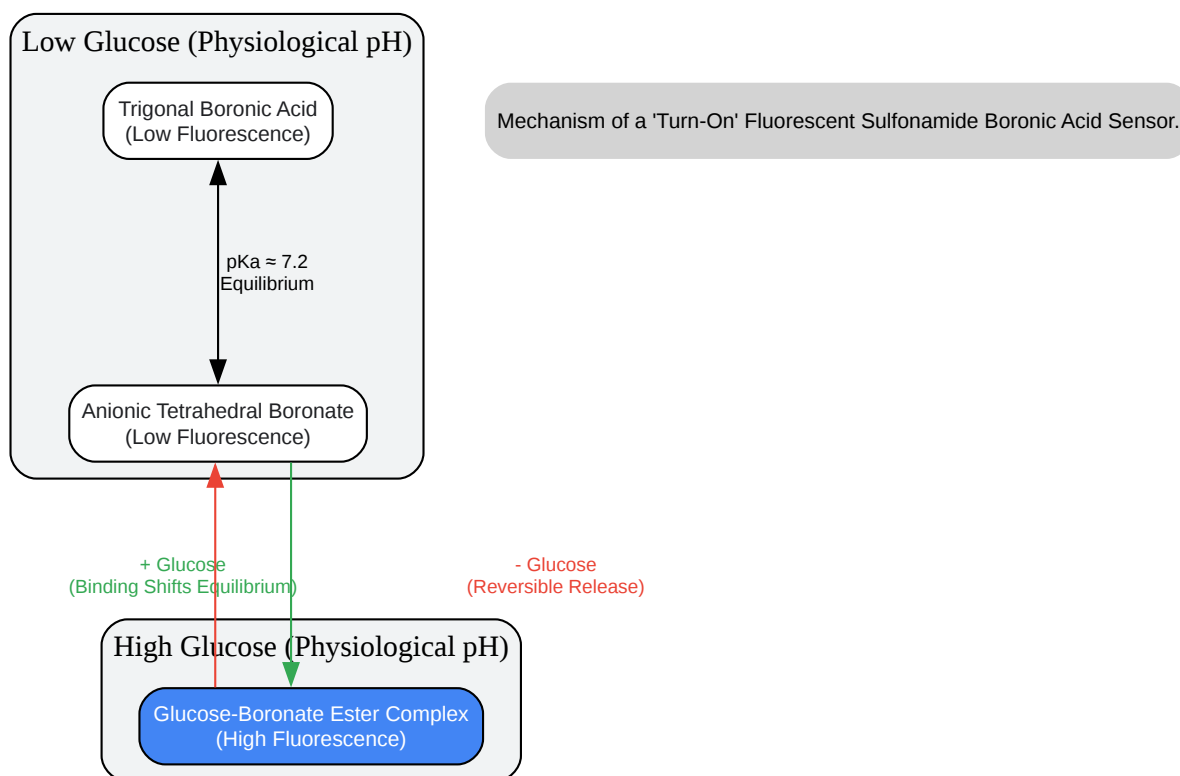 Low Glucose (Physiological pH)
Trigonal Boronic Acid
(Low Fluorescence)
Mechanism of a 'Turn-On' Fluorescent Sulfonamide Boronic Acid Sensor.
pKa ≈ 7.2
Equilibrium
Anionic Tetrahedral Boronate
(Low Fluorescence)
+ Glucose
(Binding Shifts Equilibrium)
- Glucose
(Reversible Release)
High Glucose (Physiological pH)
Glucose-Boronate Ester Complex
(High Fluorescence)